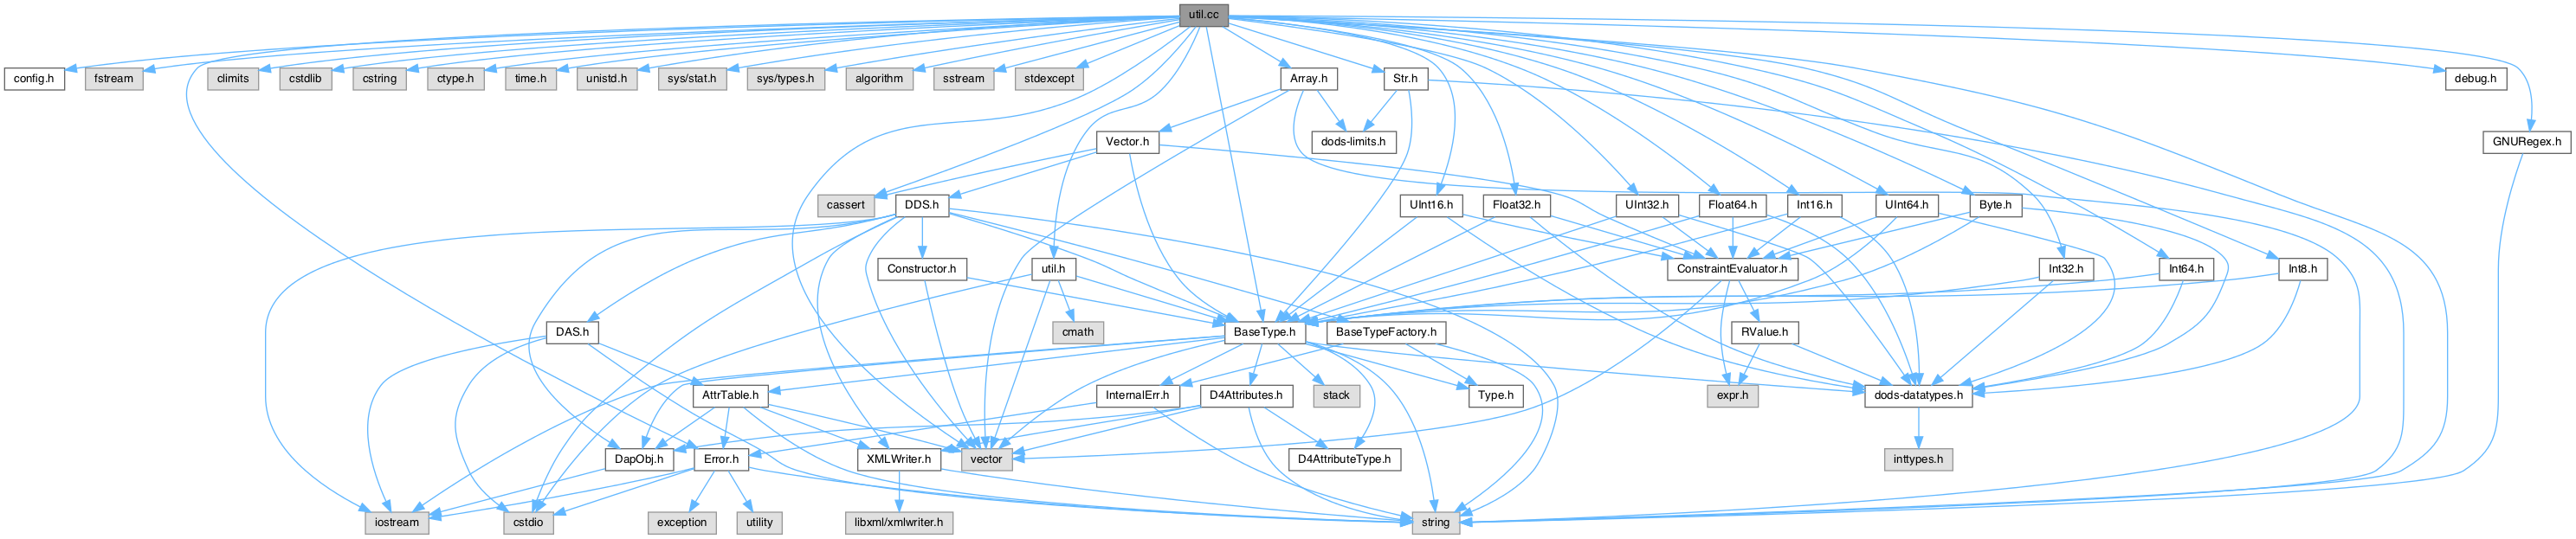 util.cc
config.h
fstream
climits
cstdlib
cstring
ctype.h
time.h
unistd.h
sys/stat.h
sys/types.h
algorithm
sstream
stdexcept
Array.h
Str.h
debug.h
Vector.h
dods-limits.h
GNURegex.h
cassert
DDS.h
UInt16.h
Float32.h
UInt32.h
Float64.h
Int16.h
UInt64.h
Byte.h
Constructor.h
util.h
ConstraintEvaluator.h
Int32.h
Int64.h
Int8.h
DAS.h
cmath
BaseType.h
BaseTypeFactory.h
RValue.h
AttrTable.h
InternalErr.h
D4Attributes.h
stack
Type.h
expr.h
dods-datatypes.h
DapObj.h
Error.h
XMLWriter.h
vector
D4AttributeType.h
inttypes.h
iostream
cstdio
exception
utility
libxml/xmlwriter.h
string